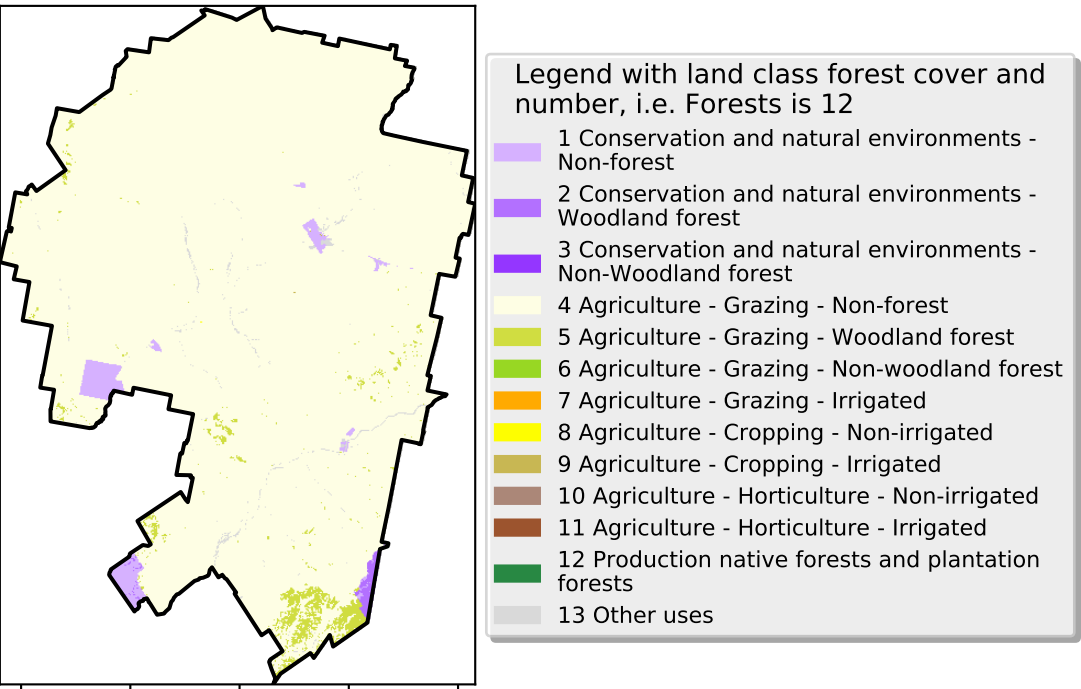 Legend with land class forest cover and
number, i.e. Forests is 12
1 Conservation and natural environments -
Non-forest
2 Conservation and natural environments -
Woodland forest
3 Conservation and natural environments -
Non-Woodland forest
4 Agriculture - Grazing - Non-forest
5 Agriculture - Grazing - Woodland forest
6 Agriculture - Grazing - Non-woodland forest
7 Agriculture - Grazing - Irrigated
8 Agriculture - Cropping - Non-irrigated
9 Agriculture - Cropping - Irrigated
10 Agriculture - Horticulture - Non-irrigated
11 Agriculture - Horticulture - Irrigated
12 Production native forests and plantation
forests
13 Other uses